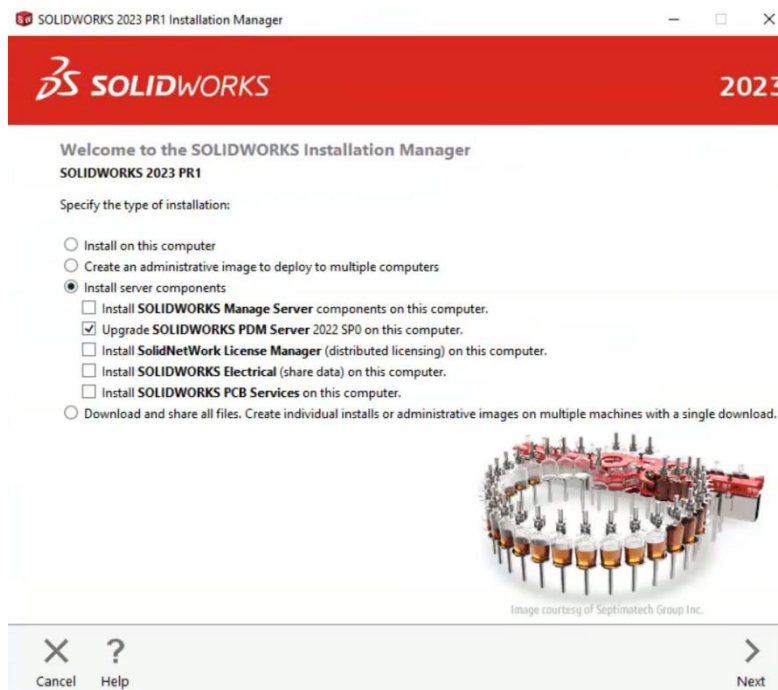 SOLIDWORKS 2023 PR1 Installation Manager
SOLIDWORKS 2023
Welcome to the SOLIDWORKS Installation Manager
SOLIDWORKS 2023 PR1
Specify the type of installation:
Install on this computer
Create an administrative image to deploy to multiple computers
Install server components
Install SOLIDWORKS Manage Server components on this computer.
Upgrade SOLIDWORKS PDM Server 2022 SP0 on this computer.
Install SolidNetWork License Manager (distributed licensing) on this computer.
Install SOLIDWORKS Electrical (share data) on this computer.
Install SOLIDWORKS PCB Services on this computer.
Download and share all files. Create individual installs or administrative images on multiple machines with a single download.
Image courtesy of Septimatech Group Inc.
Cancel Help Next